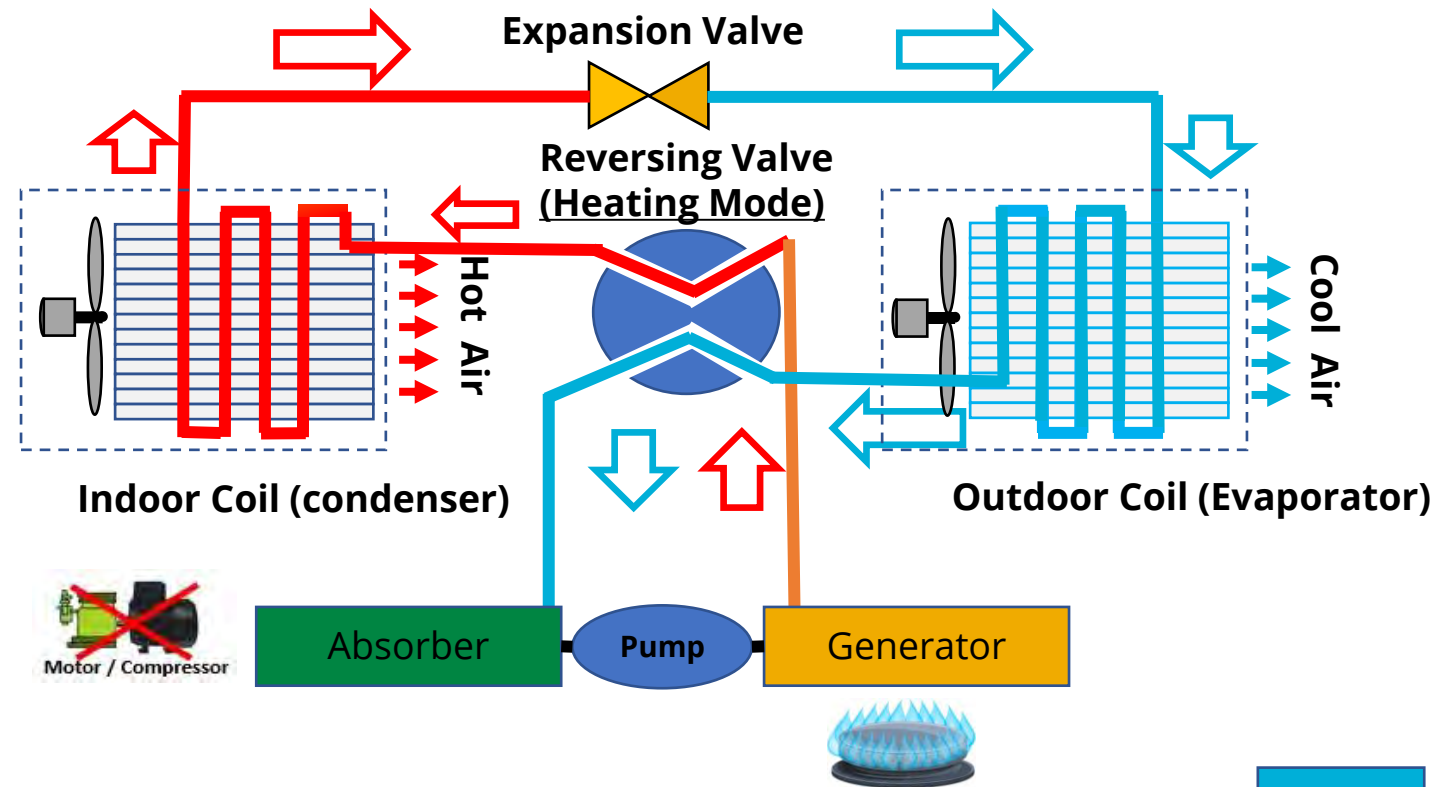 Expansion Valve
Reversing Valve
(Heating Mode)
Hot Air
Cool Air
Indoor Coil (condenser)
Outdoor Coil (Evaporator)
Motor / Compressor
Absorber
Pump
Generator